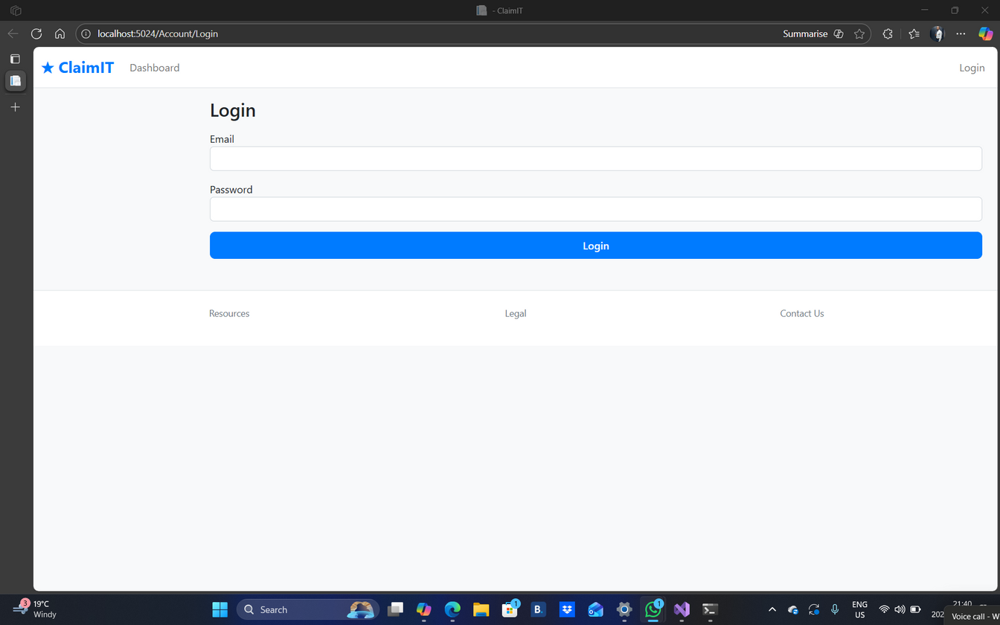 - ClaimIT
localhost:5024/Account/Login
Summarise
★ ClaimIT
Dashboard
Login
Login
Email
Password
Login
Resources
Legal
Contact Us
3
19°C
Windy
Search
1
B.
1
ENG
US
21:40
202
Voice call - W